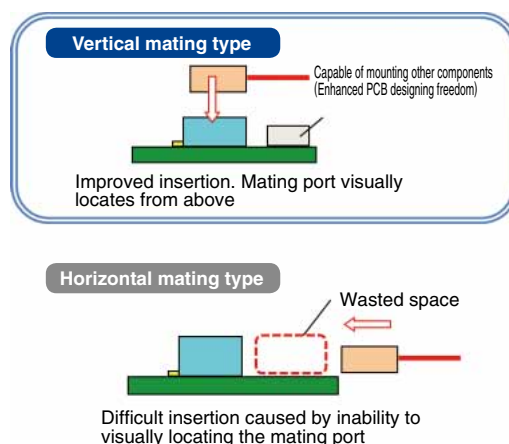 Vertical mating type
Capable of mounting other components
(Enhanced PCB designing freedom)
Improved insertion. Mating port visually
locates from above
Horizontal mating type
Wasted space
Difficult insertion caused by inability to
visually locating the mating port